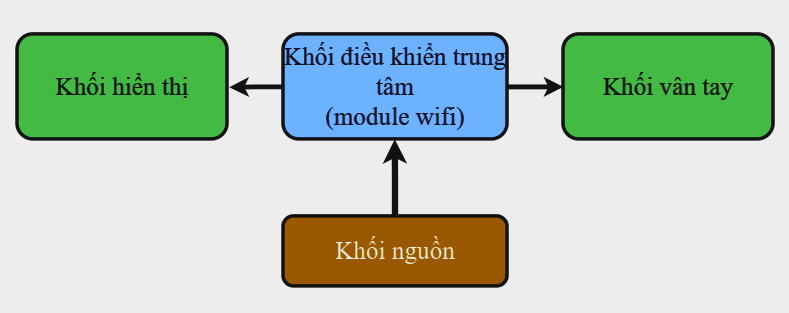 Khối hiển thị
Khối điều khiển trung
tâm
(module wifi)
Khối vân tay
Khối nguồn